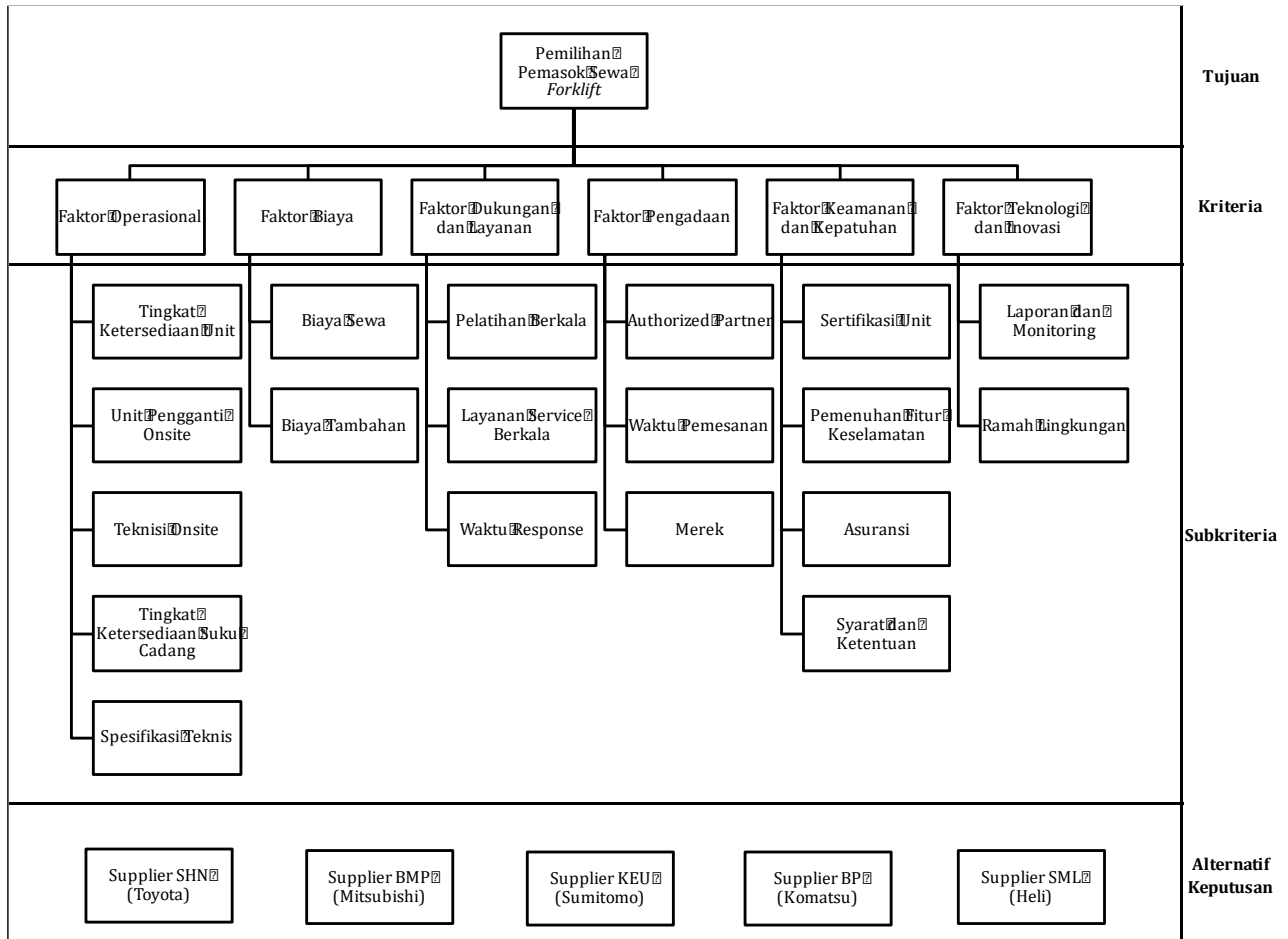 Pemilihan
Pemasok Sewa
Forklift
Tujuan
Faktor Operasional
Faktor Biaya
Faktor Dukungan
dan Layanan
Faktor Pengadaan
Faktor Keamanan
dan Kepatuhan
Faktor Teknologi
dan Inovasi
Kriteria
Tingkat
Ketersediaan Unit
Unit Pengganti
Onsite
Teknisi Onsite
Tingkat
Ketersediaan Suku
Cadang
Spesifikasi Teknis
Biaya Sewa
Biaya Tambahan
Pelatihan Berkala
Layanan Service
Berkala
Waktu Response
Authorized Partner
Waktu Pemesanan
Merek
Sertifikasi Unit
Pemenuhan Fitur
Keselamatan
Asuransi
Syarat dan
Ketentuan
Laporan dan
Monitoring
Ramah Lingkungan
Subkriteria
Supplier SHN
(Toyota)
Supplier BMP
(Mitsubishi)
Supplier KEU
(Sumitomo)
Supplier BP
(Komatsu)
Supplier SML
(Heli)
Alternatif
Keputusan